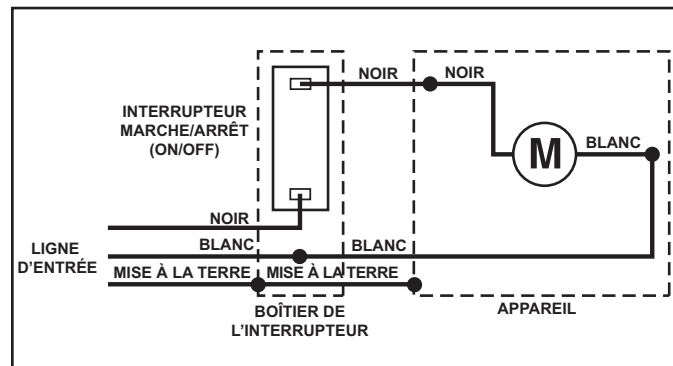 NOIR
NOIR
INTERRUPTEUR
MARCHE/ARRÊT
(ON/OFF)
M
BLANC
NOIR
LIGNE
D'ENTRÉE
BLANC
BLANC
MISE À LA TERRE
MISE À LA TERRE
BOÎTIER DE
L'INTERRUPTEUR
APPAREIL